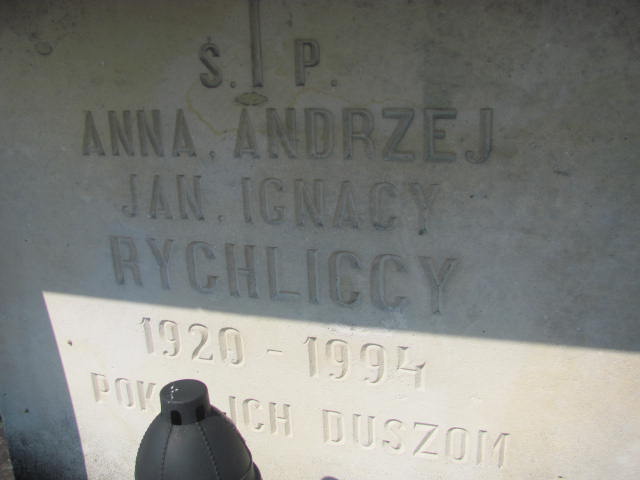 Ś. P.
ANNA, ANDRZEJ
JAN, IGNACY
RYCHLICCY
1920 - 1994
ICH DUSZOM